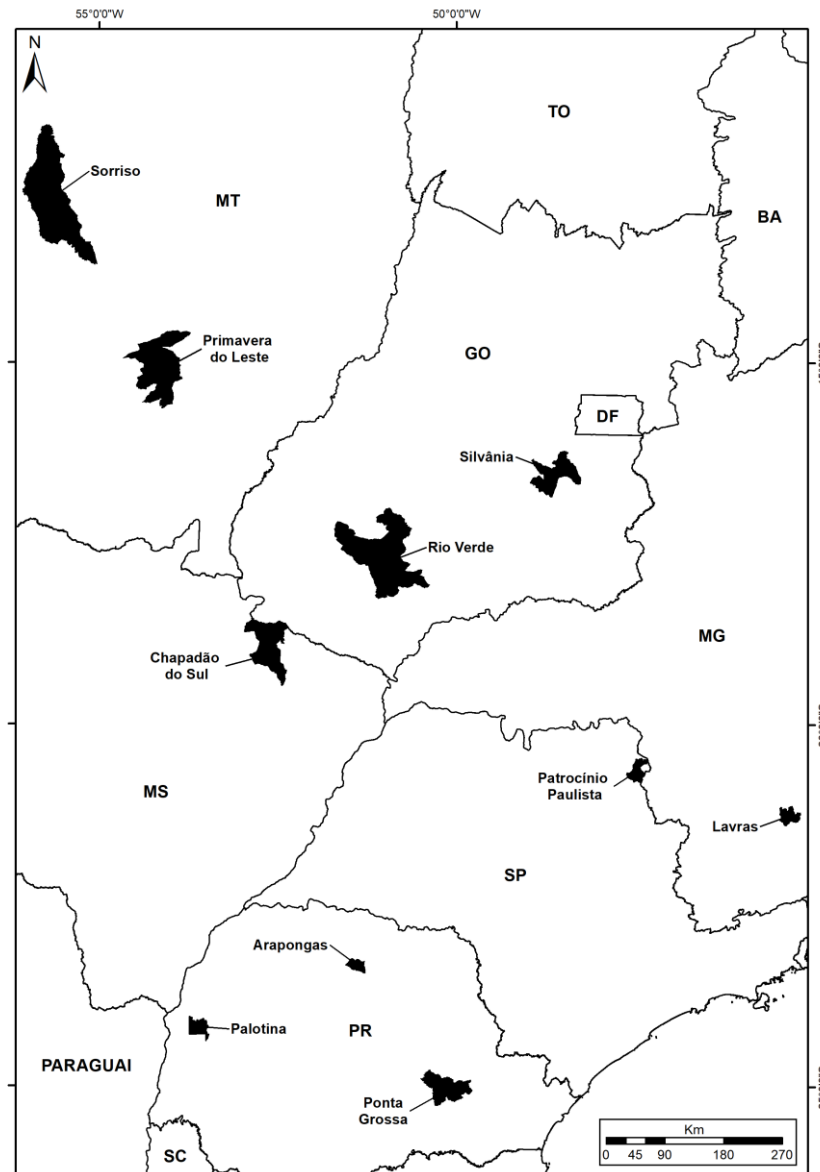 55°0'0"W
50°0'0"W
N
TO
Sorriso
MT
BA
Primavera
do Leste
GO
DF
Silvânia
Rio Verde
MG
Chapadão
do Sul
Patrocínio
Paulista
MS
Lavras
SP
Arapongas
Palotina
PR
PARAGUAI
Ponta
Grossa
Km
0 45 90 180 270
SC